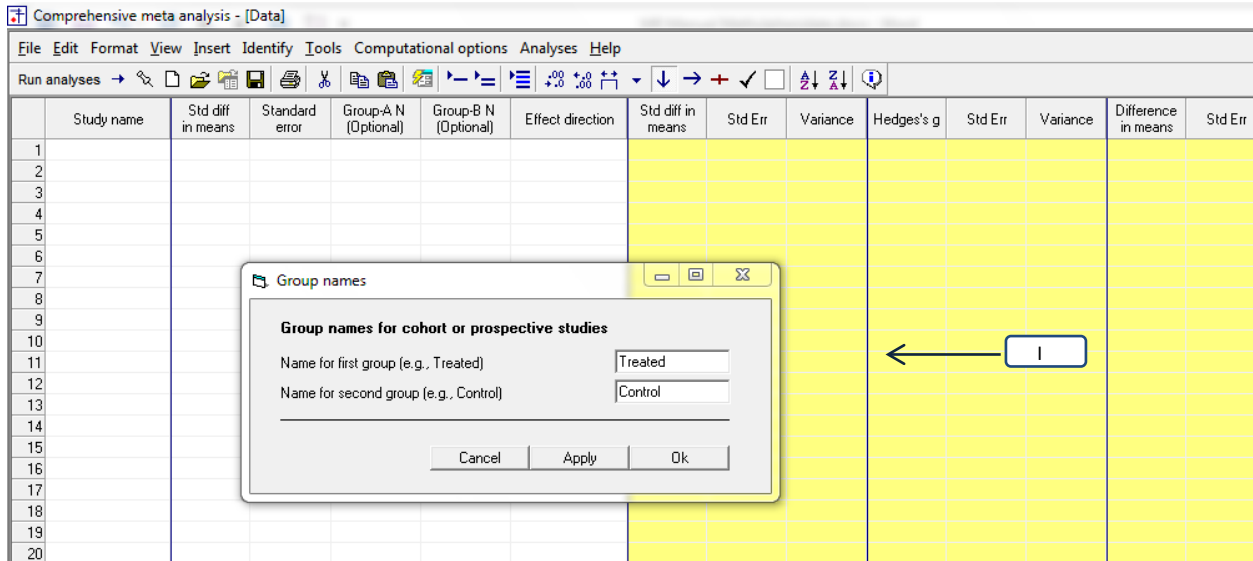 Comprehensive meta analysis - [Data]
File Edit Format View Insert Identify Tools Computational options Analyses Help
Run analyses
Study name Std diff in means Standard error Group-A N (Optional) Group-B N (Optional) Effect direction Std diff in means Std Err Variance Hedges's g Std Err Variance Difference in means Std Err
1
2
3
4
5
6
7
8
9
10
11
12
13
14
15
16
17
18
19
20
Group names
Group names for cohort or prospective studies
Name for first group (e.g., Treated) Treated
Name for second group (e.g., Control) Control
Cancel Apply Ok
I